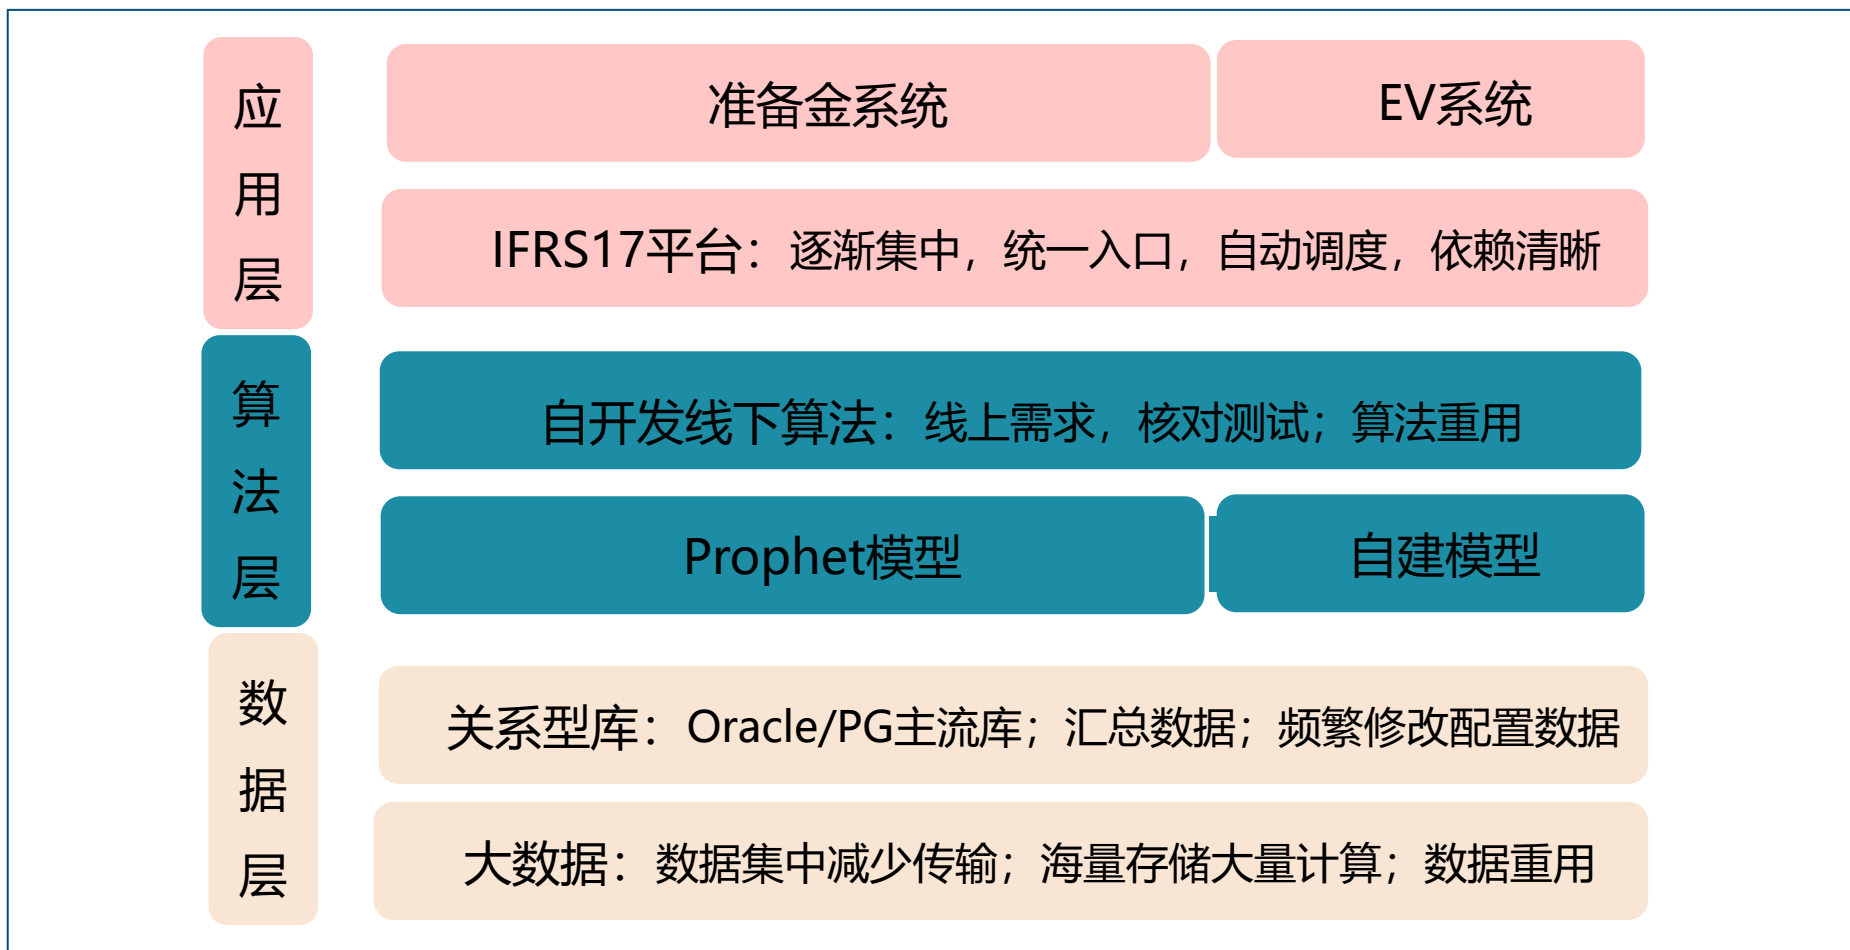 应用层
准备金系统
EV系统
IFRS17平台：逐渐集中，统一入口，自动调度，依赖清晰
算法层
自开发线下算法：线上需求，核对测试；算法重用
Prophet模型
自建模型
数据层
关系型库：Oracle/PG主流库；汇总数据；频繁修改配置数据
大数据：数据集中减少传输；海量存储大量计算；数据重用